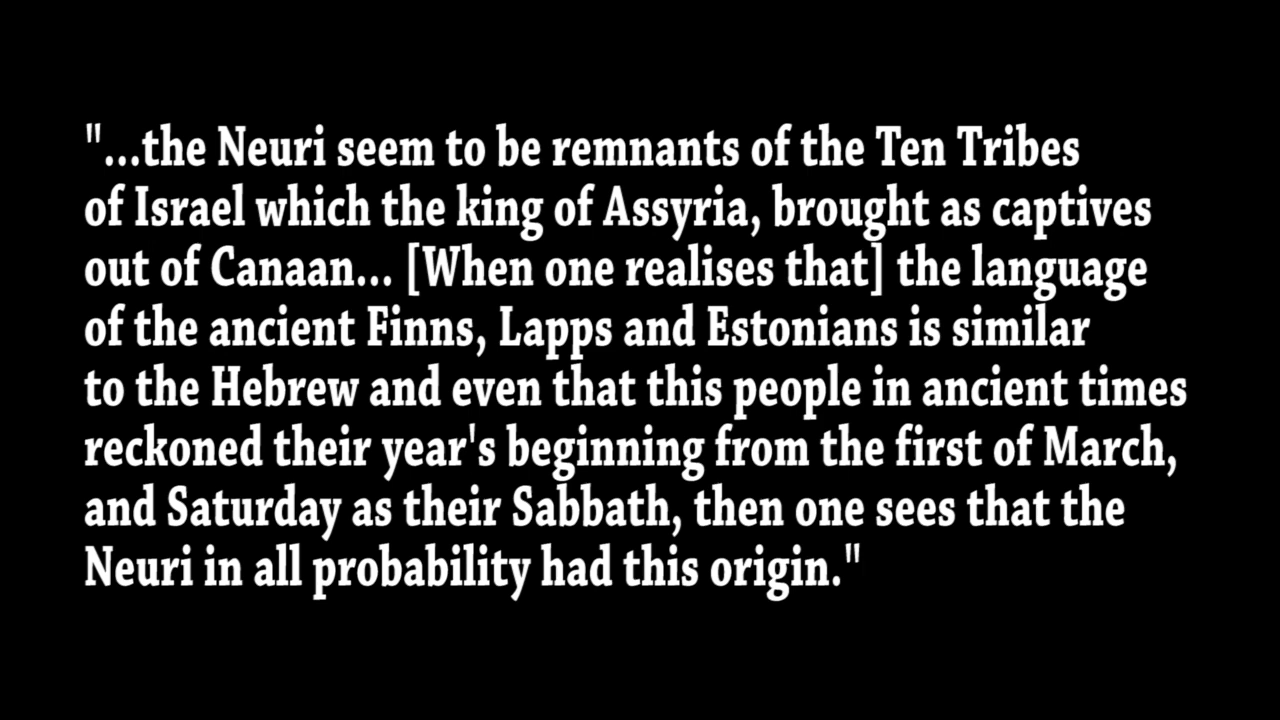 "...the Neuri seem to be remnants of the Ten Tribes
of Israel which the king of Assyria, brought as captives
out of Canaan... [When one realises that] the language
of the ancient Finns, Lapps and Estonians is similar
to the Hebrew and even that this people in ancient times
reckoned their year's beginning from the first of March,
and Saturday as their Sabbath, then one sees that the
Neuri in all probability had this origin."